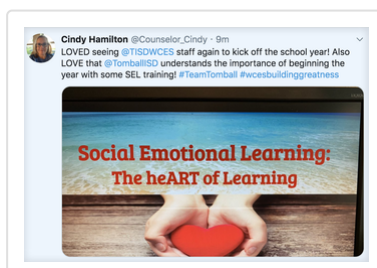 Cindy Hamilton @Counselor_Cindy · 9m
LOVED seeing @TISDWCES staff again to kick off the school year! Also
LOVE that @TomballISD understands the importance of beginning the
year with some SEL training! #TeamTomball #wcesbuildinggreatness
Social Emotional Learning:
The heART of Learning